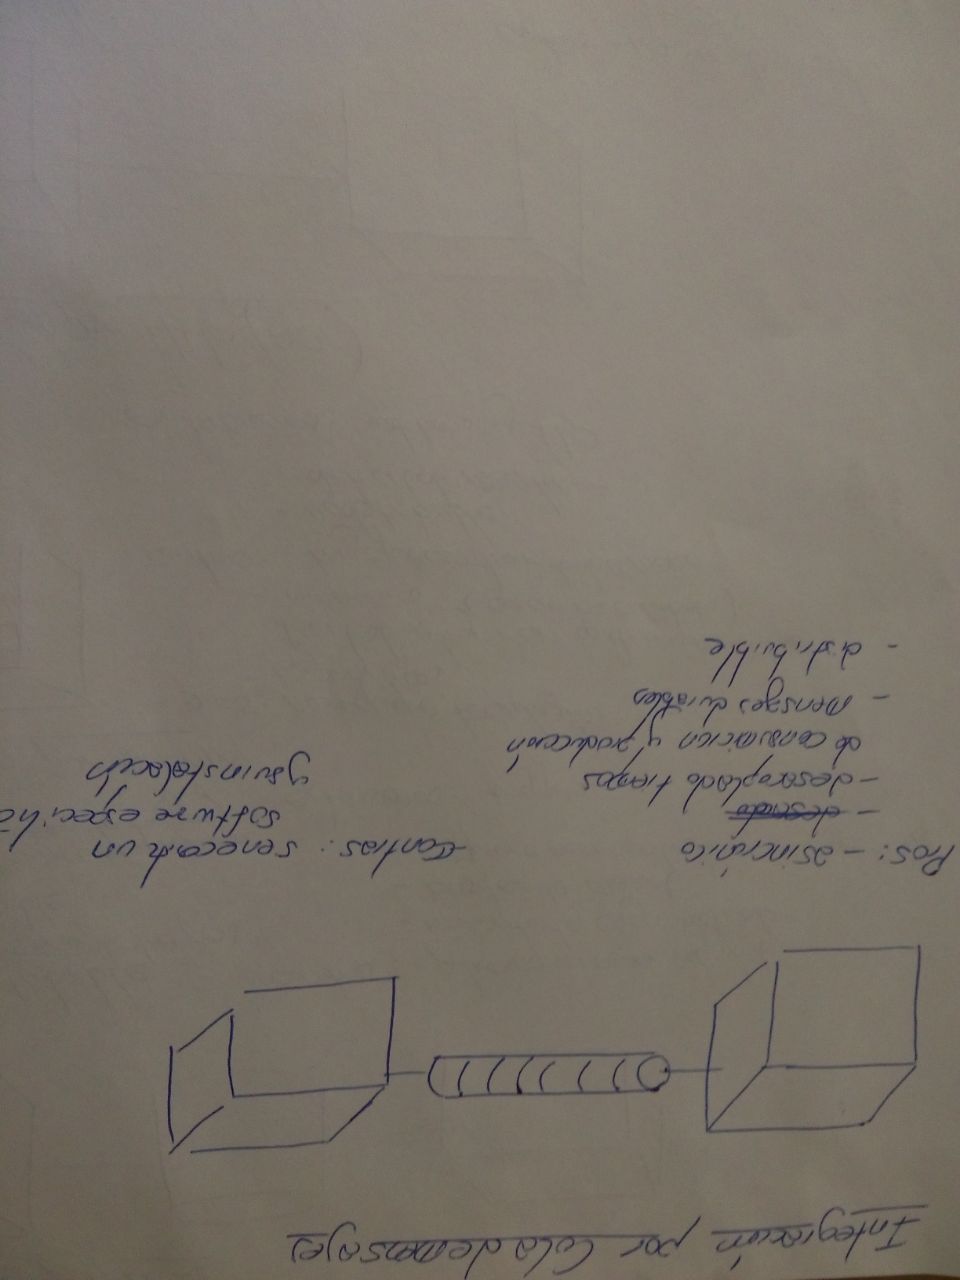 Integración por Cola de mensajes
Pros: - asincrónico
-
- desacoplado tiempos
de consumición y producción
- mensajes durables
- distribuible
- contras: se necesita un
software específico
y su instalación